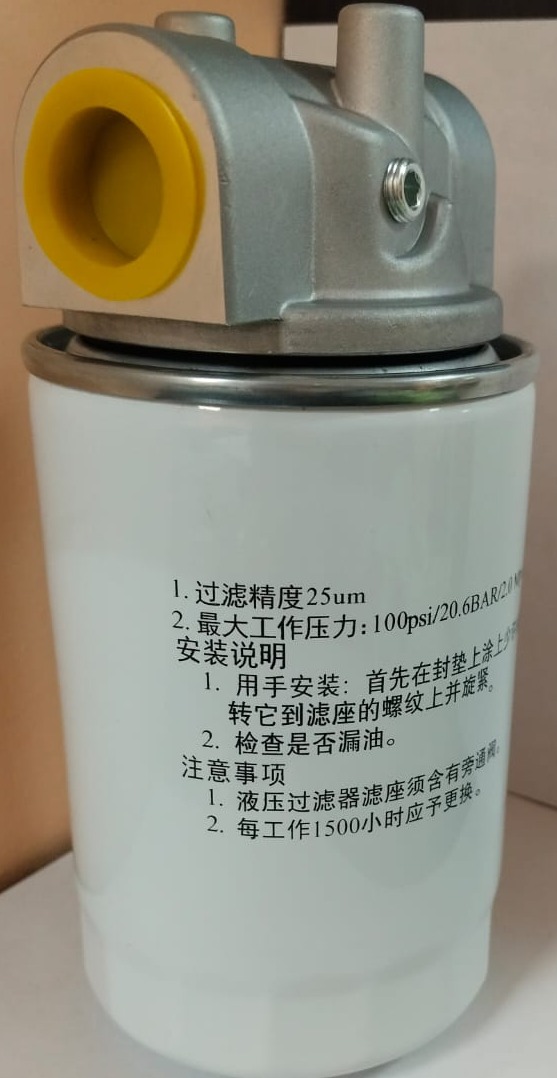 1. 过滤精度25um
2. 最大工作压力: 100psi/20.6BAR/2.0
安装说明
1. 用手安装: 首先在封垫上涂上少
转它到滤座的螺纹上并旋紧。
2. 检查是否漏油。
注意事项
1. 液压过滤器滤座须含有旁通阀。
2. 每工作1500小时应予更换。